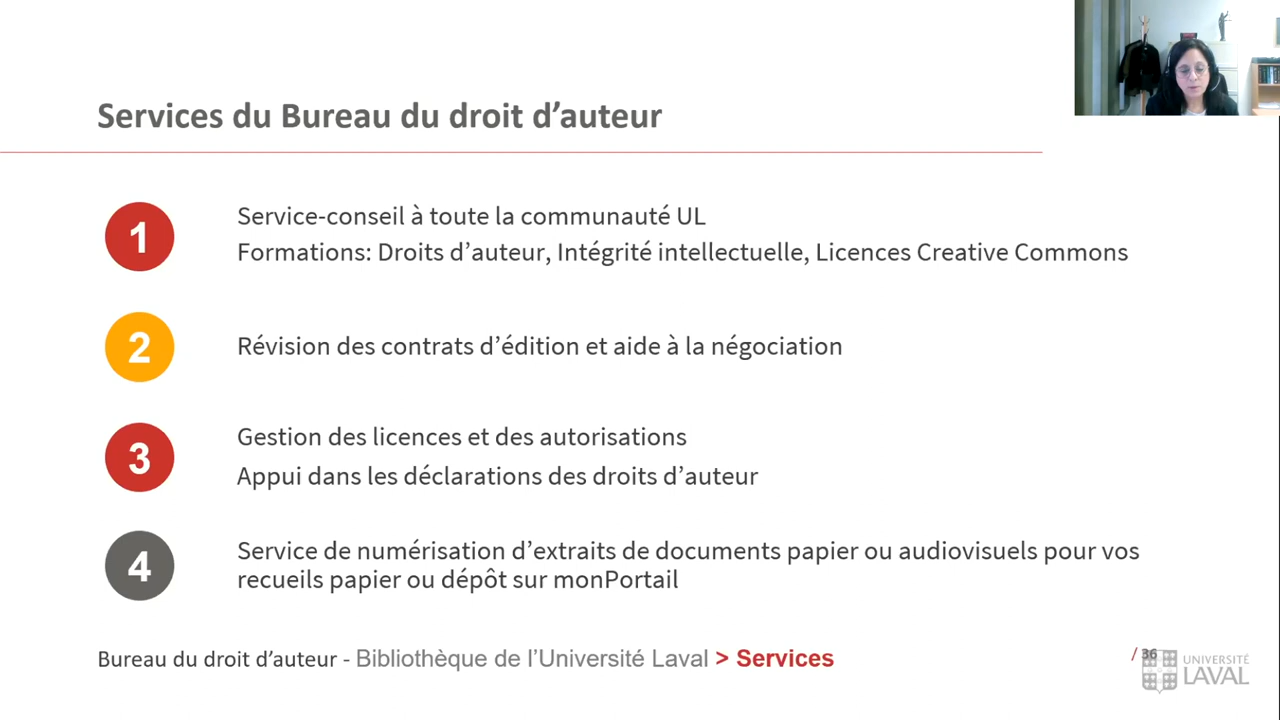 Services du Bureau du droit d’auteur
1
Service-conseil à toute la communauté UL
Formations: Droits d’auteur, Intégrité intellectuelle, Licences Creative Commons
2
Révision des contrats d’édition et aide à la négociation
3
Gestion des licences et des autorisations
Appui dans les déclarations des droits d’auteur
4
Service de numérisation d’extraits de documents papier ou audiovisuels pour vos
recueils papier ou dépôt sur monPortail
Bureau du droit d’auteur - Bibliothèque de l’Université Laval > Services
/ 36
UNIVERSITÉ
LAVAL